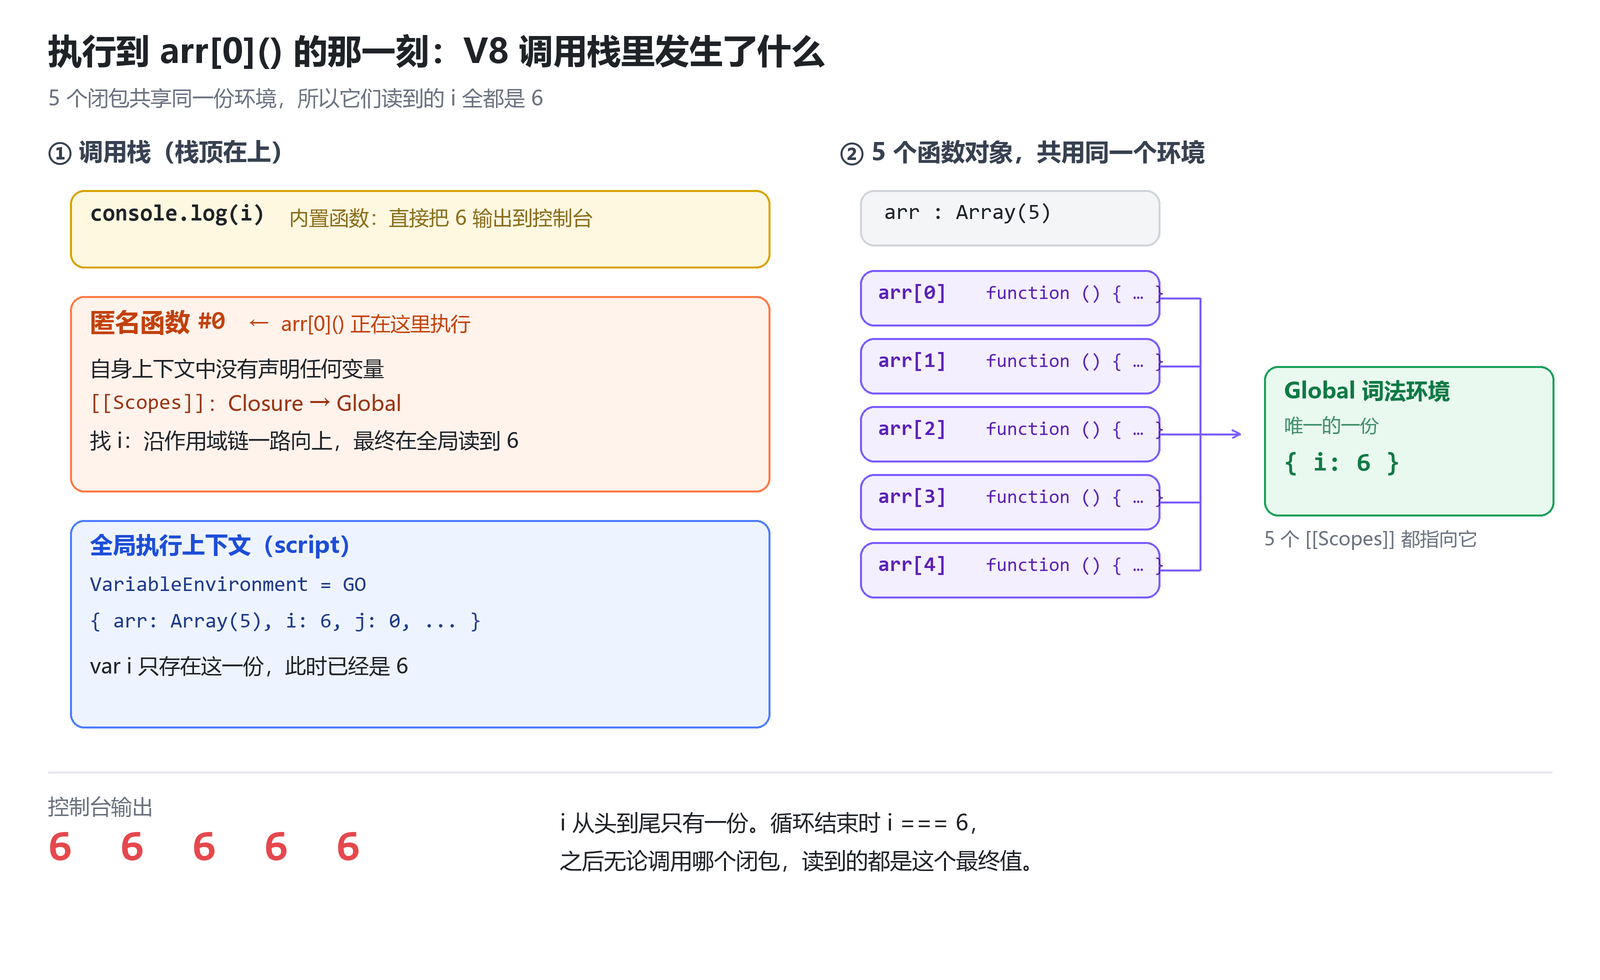 执行到 arr[0]() 的那一刻：V8 调用栈里发生了什么
5 个闭包共享同一份环境，所以它们读到的 i 全都是 6
① 调用栈（栈顶在上）
console.log(i) 内置函数：直接把 6 输出到控制台
匿名函数 #0 ← arr[0]() 正在这里执行
自身上下文中没有声明任何变量
[[Scopes]]：Closure → Global
找 i：沿作用域链一路向上，最终在全局读到 6
全局执行上下文（script）
VariableEnvironment = GO
{ arr: Array(5), i: 6, j: 0, ... }
var i 只存在这一份，此时已经是 6
② 5 个函数对象，共用同一个环境
arr : Array(5)
arr[0] function () { … }
arr[1] function () { … }
arr[2] function () { … }
arr[3] function () { … }
arr[4] function () { … }
Global 词法环境
唯一的一份
{ i: 6 }
5 个 [[Scopes]] 都指向它
控制台输出
6 6 6 6 6
i 从头到尾只有一份。循环结束时 i === 6，
之后无论调用哪个闭包，读到的都是这个最终值。